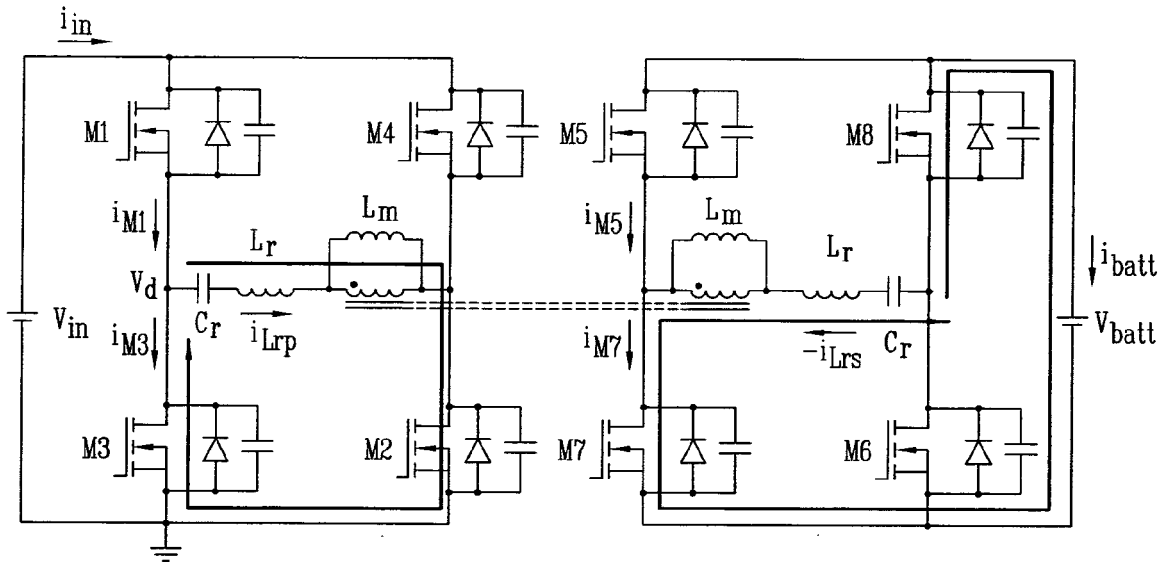 i_in
M1
M4
M5
M8
i_M1
L_m
i_M5
L_m
L_r
L_r
i_batt
V_d
V_in
i_M3
C_r
i_Lrp
i_M7
-i_Lrs
C_r
V_batt
M3
M2
M7
M6